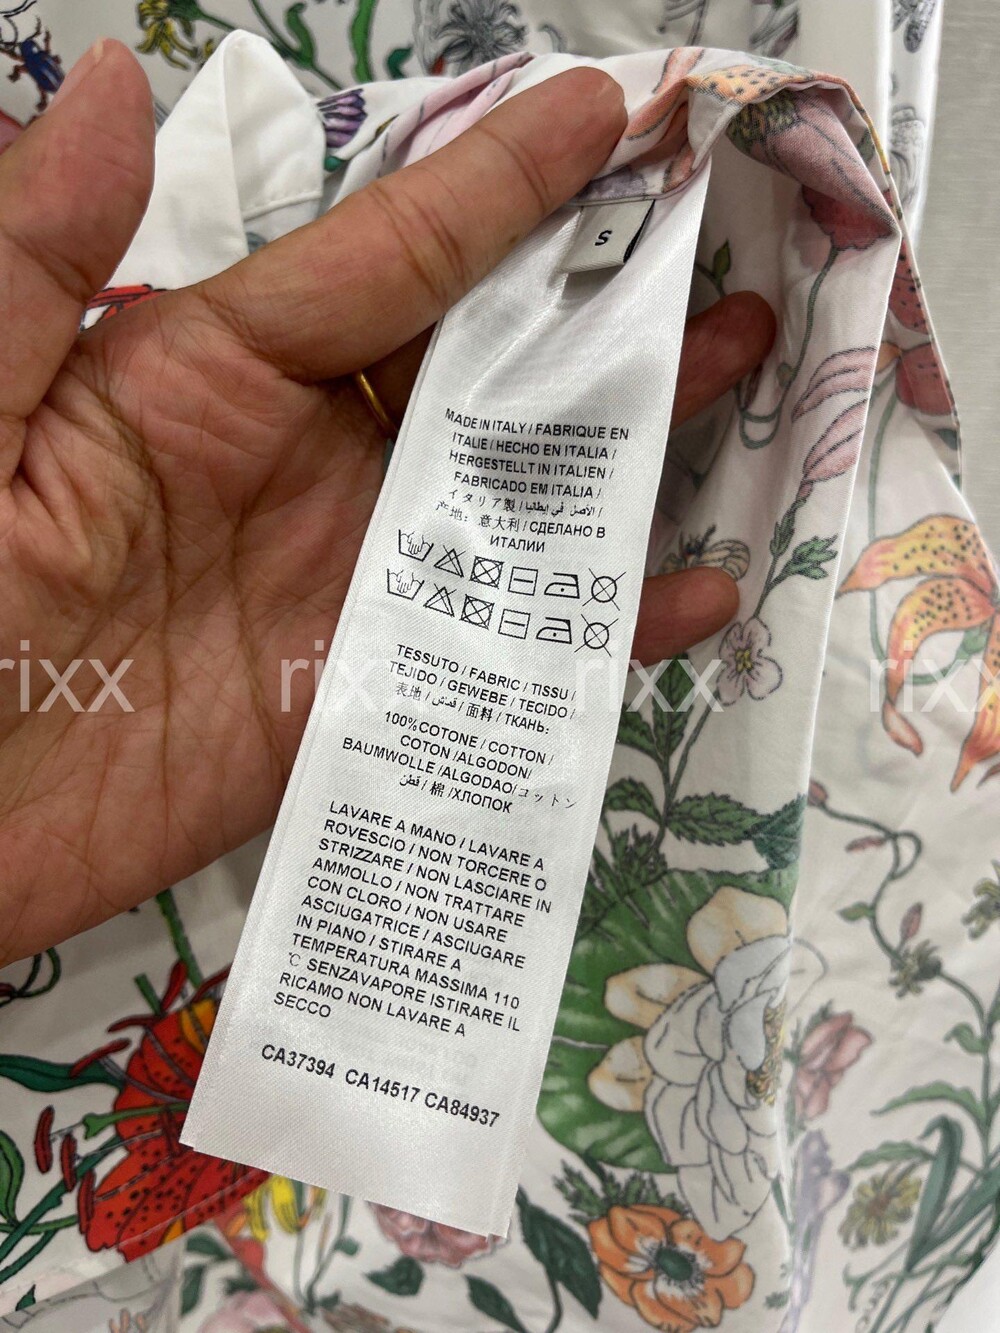 S
MADE IN ITALY / FABRIQUE EN
ITALIE / HECHO EN ITALIA /
HERGESTELLT IN ITALIEN /
FABRICADO EM ITALIA /
イタリア製 / الأصل في إيطاليا /
产地: 意大利 / СДЕЛАНО В
ИТАЛИИ
TESSUTO / FABRIC / TISSU /
TEJIDO / GEWEBE / TECIDO /
表地 / قماش / 面料 / ТКАНЬ:
100%COTONE / COTTON /
COTON /ALGODON/
BAUMWOLLE /ALGODAO/コットン
قطن / 棉 /ХЛОПОК
LAVARE A MANO / LAVARE A
ROVESCIO / NON TORCERE O
STRIZZARE / NON LASCIARE IN
AMMOLLO / NON TRATTARE
CON CLORO / NON USARE
ASCIUGATRICE / ASCIUGARE
IN PIANO / STIRARE A
TEMPERATURA MASSIMA 110
℃ SENZAVAPORE ISTIRARE IL
RICAMO NON LAVARE A
SECCO
CA37394 CA14517 CA84937
rixx rixx rixx rixx